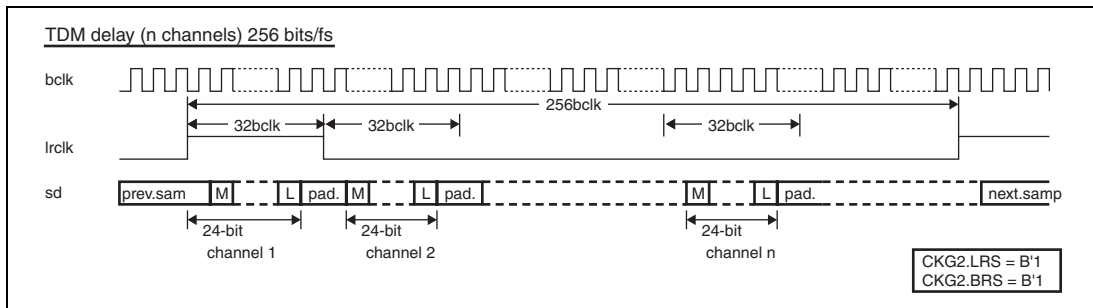 TDM delay (n channels) 256 bits/fs
bclk
256bclk
32bclk 32bclk 32bclk
lrclk
sd prev.sam M L pad. M L pad. M L pad. next.samp
24-bit 24-bit 24-bit
channel 1 channel 2 channel n
CKG2.LRS = B'1
CKG2.BRS = B'1